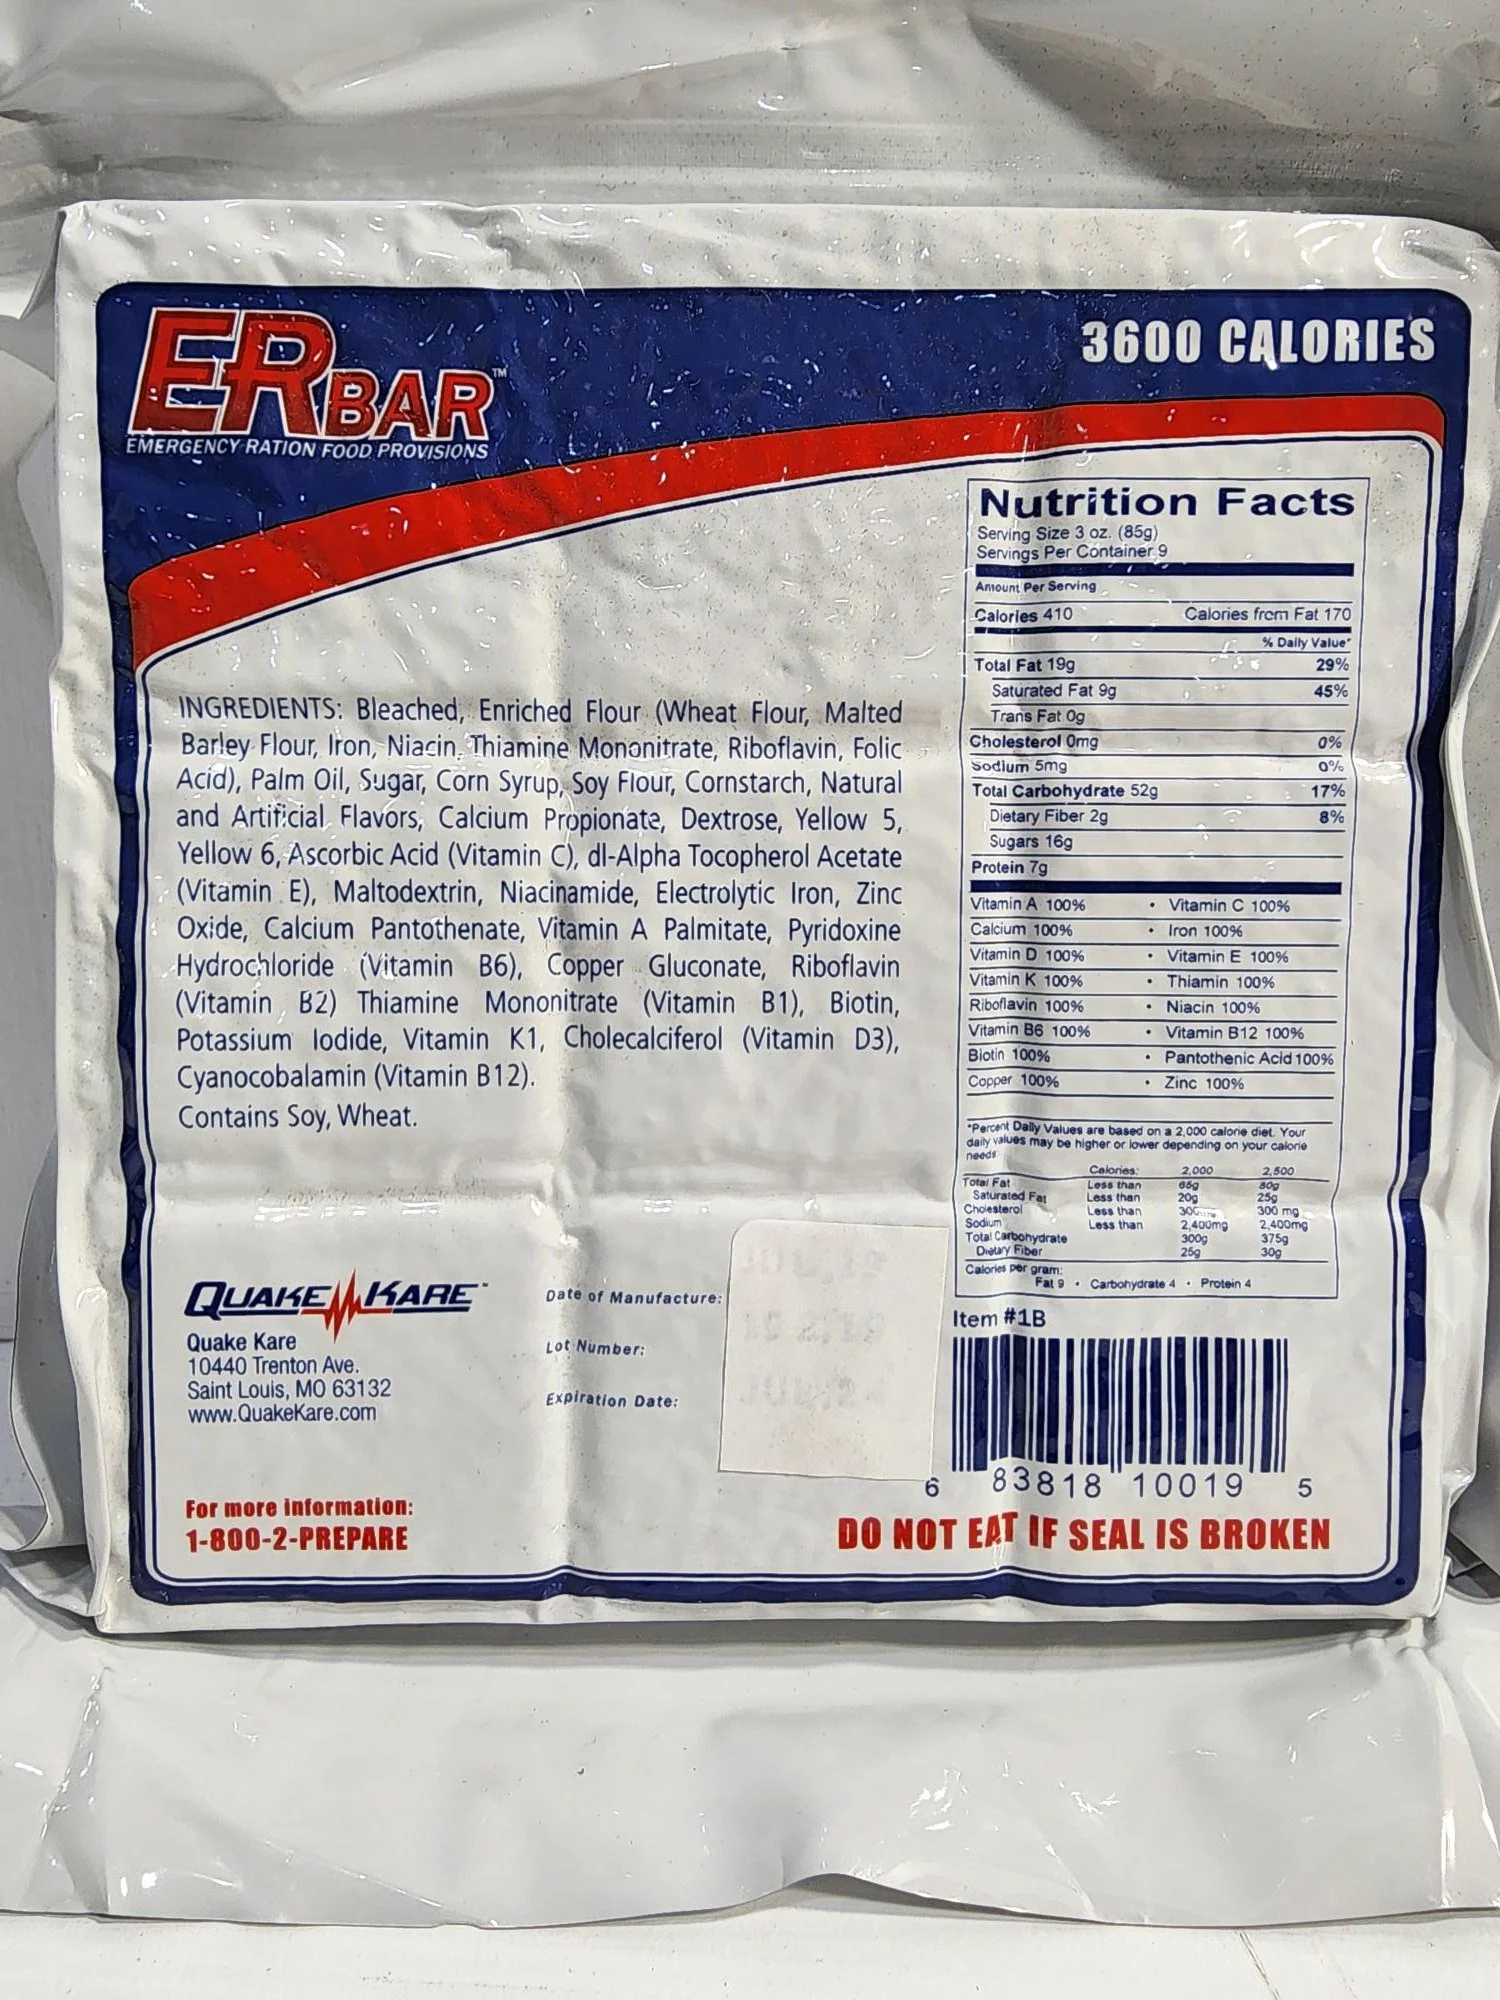 ERBAR™
EMERGENCY RATION FOOD PROVISIONS
3600 CALORIES
INGREDIENTS: Bleached, Enriched Flour (Wheat Flour, Malted
Barley Flour, Iron, Niacin, Thiamine Mononitrate, Riboflavin, Folic
Acid), Palm Oil, Sugar, Corn Syrup, Soy Flour, Cornstarch, Natural
and Artificial Flavors, Calcium Propionate, Dextrose, Yellow 5,
Yellow 6, Ascorbic Acid (Vitamin C), dl-Alpha Tocopherol Acetate
(Vitamin E), Maltodextrin, Niacinamide, Electrolytic Iron, Zinc
Oxide, Calcium Pantothenate, Vitamin A Palmitate, Pyridoxine
Hydrochloride (Vitamin B6), Copper Gluconate, Riboflavin
(Vitamin B2) Thiamine Mononitrate (Vitamin B1), Biotin,
Potassium Iodide, Vitamin K1, Cholecalciferol (Vitamin D3),
Cyanocobalamin (Vitamin B12).
Contains Soy, Wheat.
Nutrition Facts
Serving Size 3 oz. (85g)
Servings Per Container 9
Amount Per Serving
Calories 410 Calories from Fat 170
% Daily Value*
Total Fat 19g 29%
Saturated Fat 9g 45%
Trans Fat 0g
Cholesterol 0mg 0%
Sodium 5mg 0%
Total Carbohydrate 52g 17%
Dietary Fiber 2g 8%
Sugars 16g
Protein 7g
Vitamin A 100% • Vitamin C 100%
Calcium 100% • Iron 100%
Vitamin D 100% • Vitamin E 100%
Vitamin K 100% • Thiamin 100%
Riboflavin 100% • Niacin 100%
Vitamin B6 100% • Vitamin B12 100%
Biotin 100% • Pantothenic Acid 100%
Copper 100% • Zinc 100%
*Percent Daily Values are based on a 2,000 calorie diet. Your
daily values may be higher or lower depending on your calorie
needs
Calories: 2,000 2,500
Total Fat Less than 65g 80g
Saturated Fat Less than 20g 25g
Cholesterol Less than 300 mg
Sodium Less than 2,400mg 2,400mg
Total Carbohydrate 300g 375g
Dietary Fiber 25g 30g
Calories per gram:
Fat 9 • Carbohydrate 4 • Protein 4
QUAKE KARE
Quake Kare
10440 Trenton Ave.
Saint Louis, MO 63132
www.QuakeKare.com
For more information:
1-800-2-PREPARE
Date of Manufacture:
Lot Number:
Expiration Date:
Item #1B
6 83818 10019 5
DO NOT EAT IF SEAL IS BROKEN